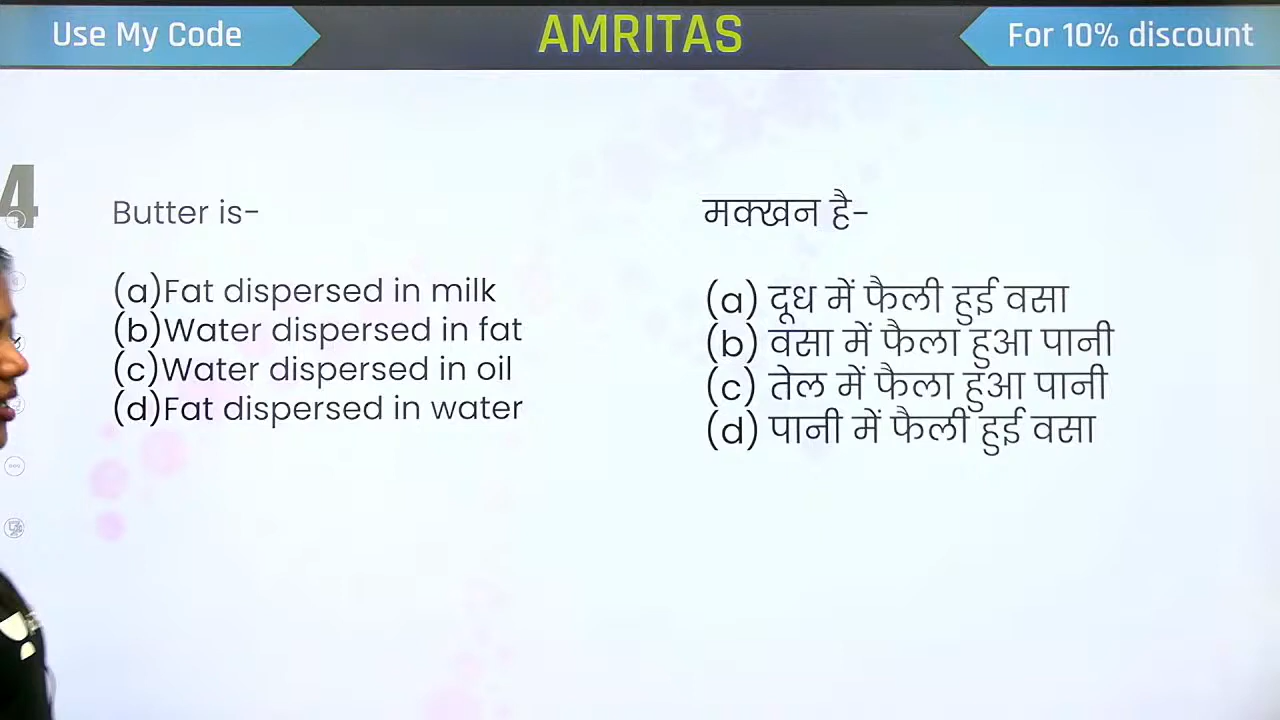 Use My Code
AMRITAS
For 10% discount
4
Butter is-
(a)Fat dispersed in milk
(b)Water dispersed in fat
(c)Water dispersed in oil
(d)Fat dispersed in water
मक्खन है-
(a) दूध में फैली हुई वसा
(b) वसा में फैला हुआ पानी
(c) तेल में फैला हुआ पानी
(d) पानी में फैली हुई वसा